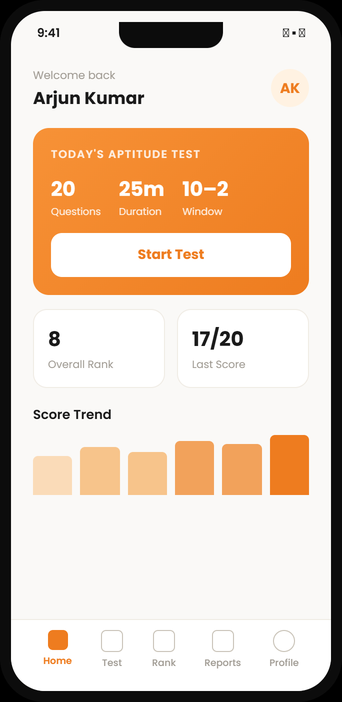 9:41
Welcome back
Arjun Kumar
AK
TODAY'S APTITUDE TEST
20 25m 10–2
Questions Duration Window
Start Test
8 17/20
Overall Rank Last Score
Score Trend
Home Test Rank Reports Profile